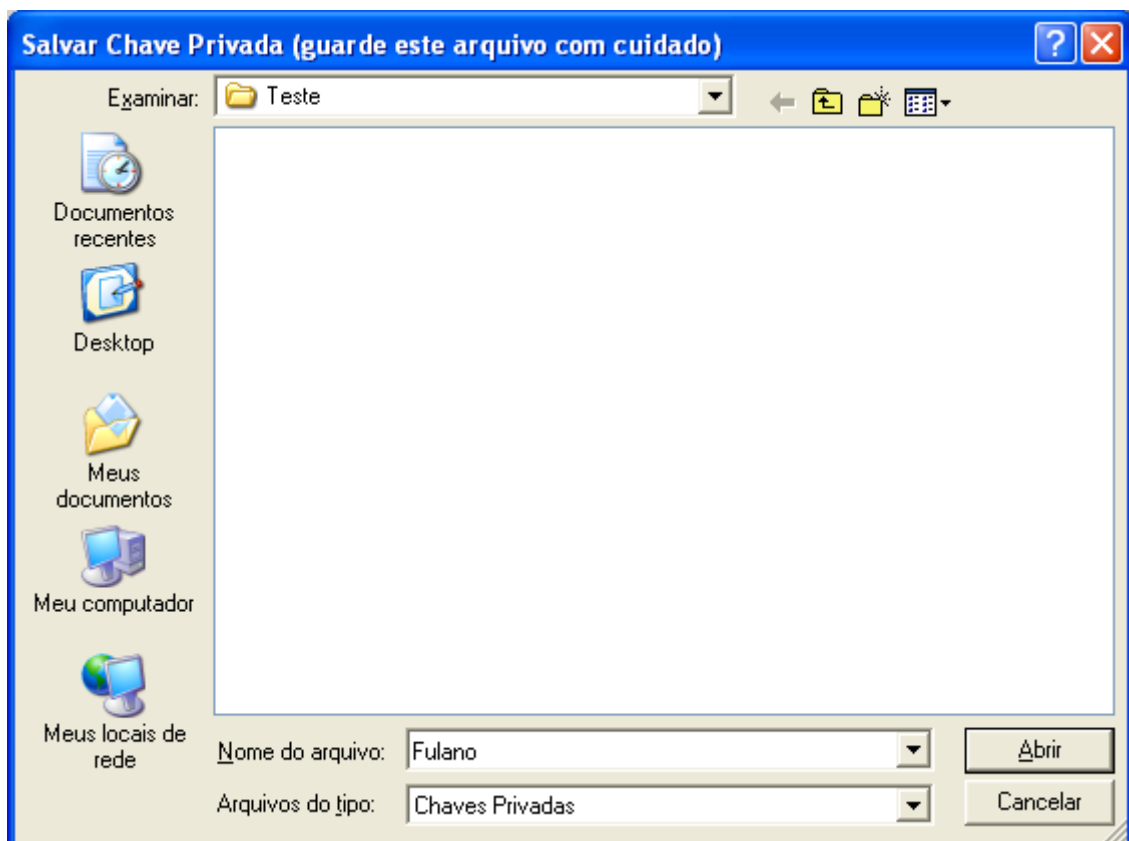 Salvar Chave Privada (guarde este arquivo com cuidado)
Examinar:
Teste
Documentos
recentes
Desktop
Meus
documentos
Meu computador
Meus locais de
rede
Nome do arquivo:
Fulano
Abrir
Arquivos do tipo:
Chaves Privadas
Cancelar